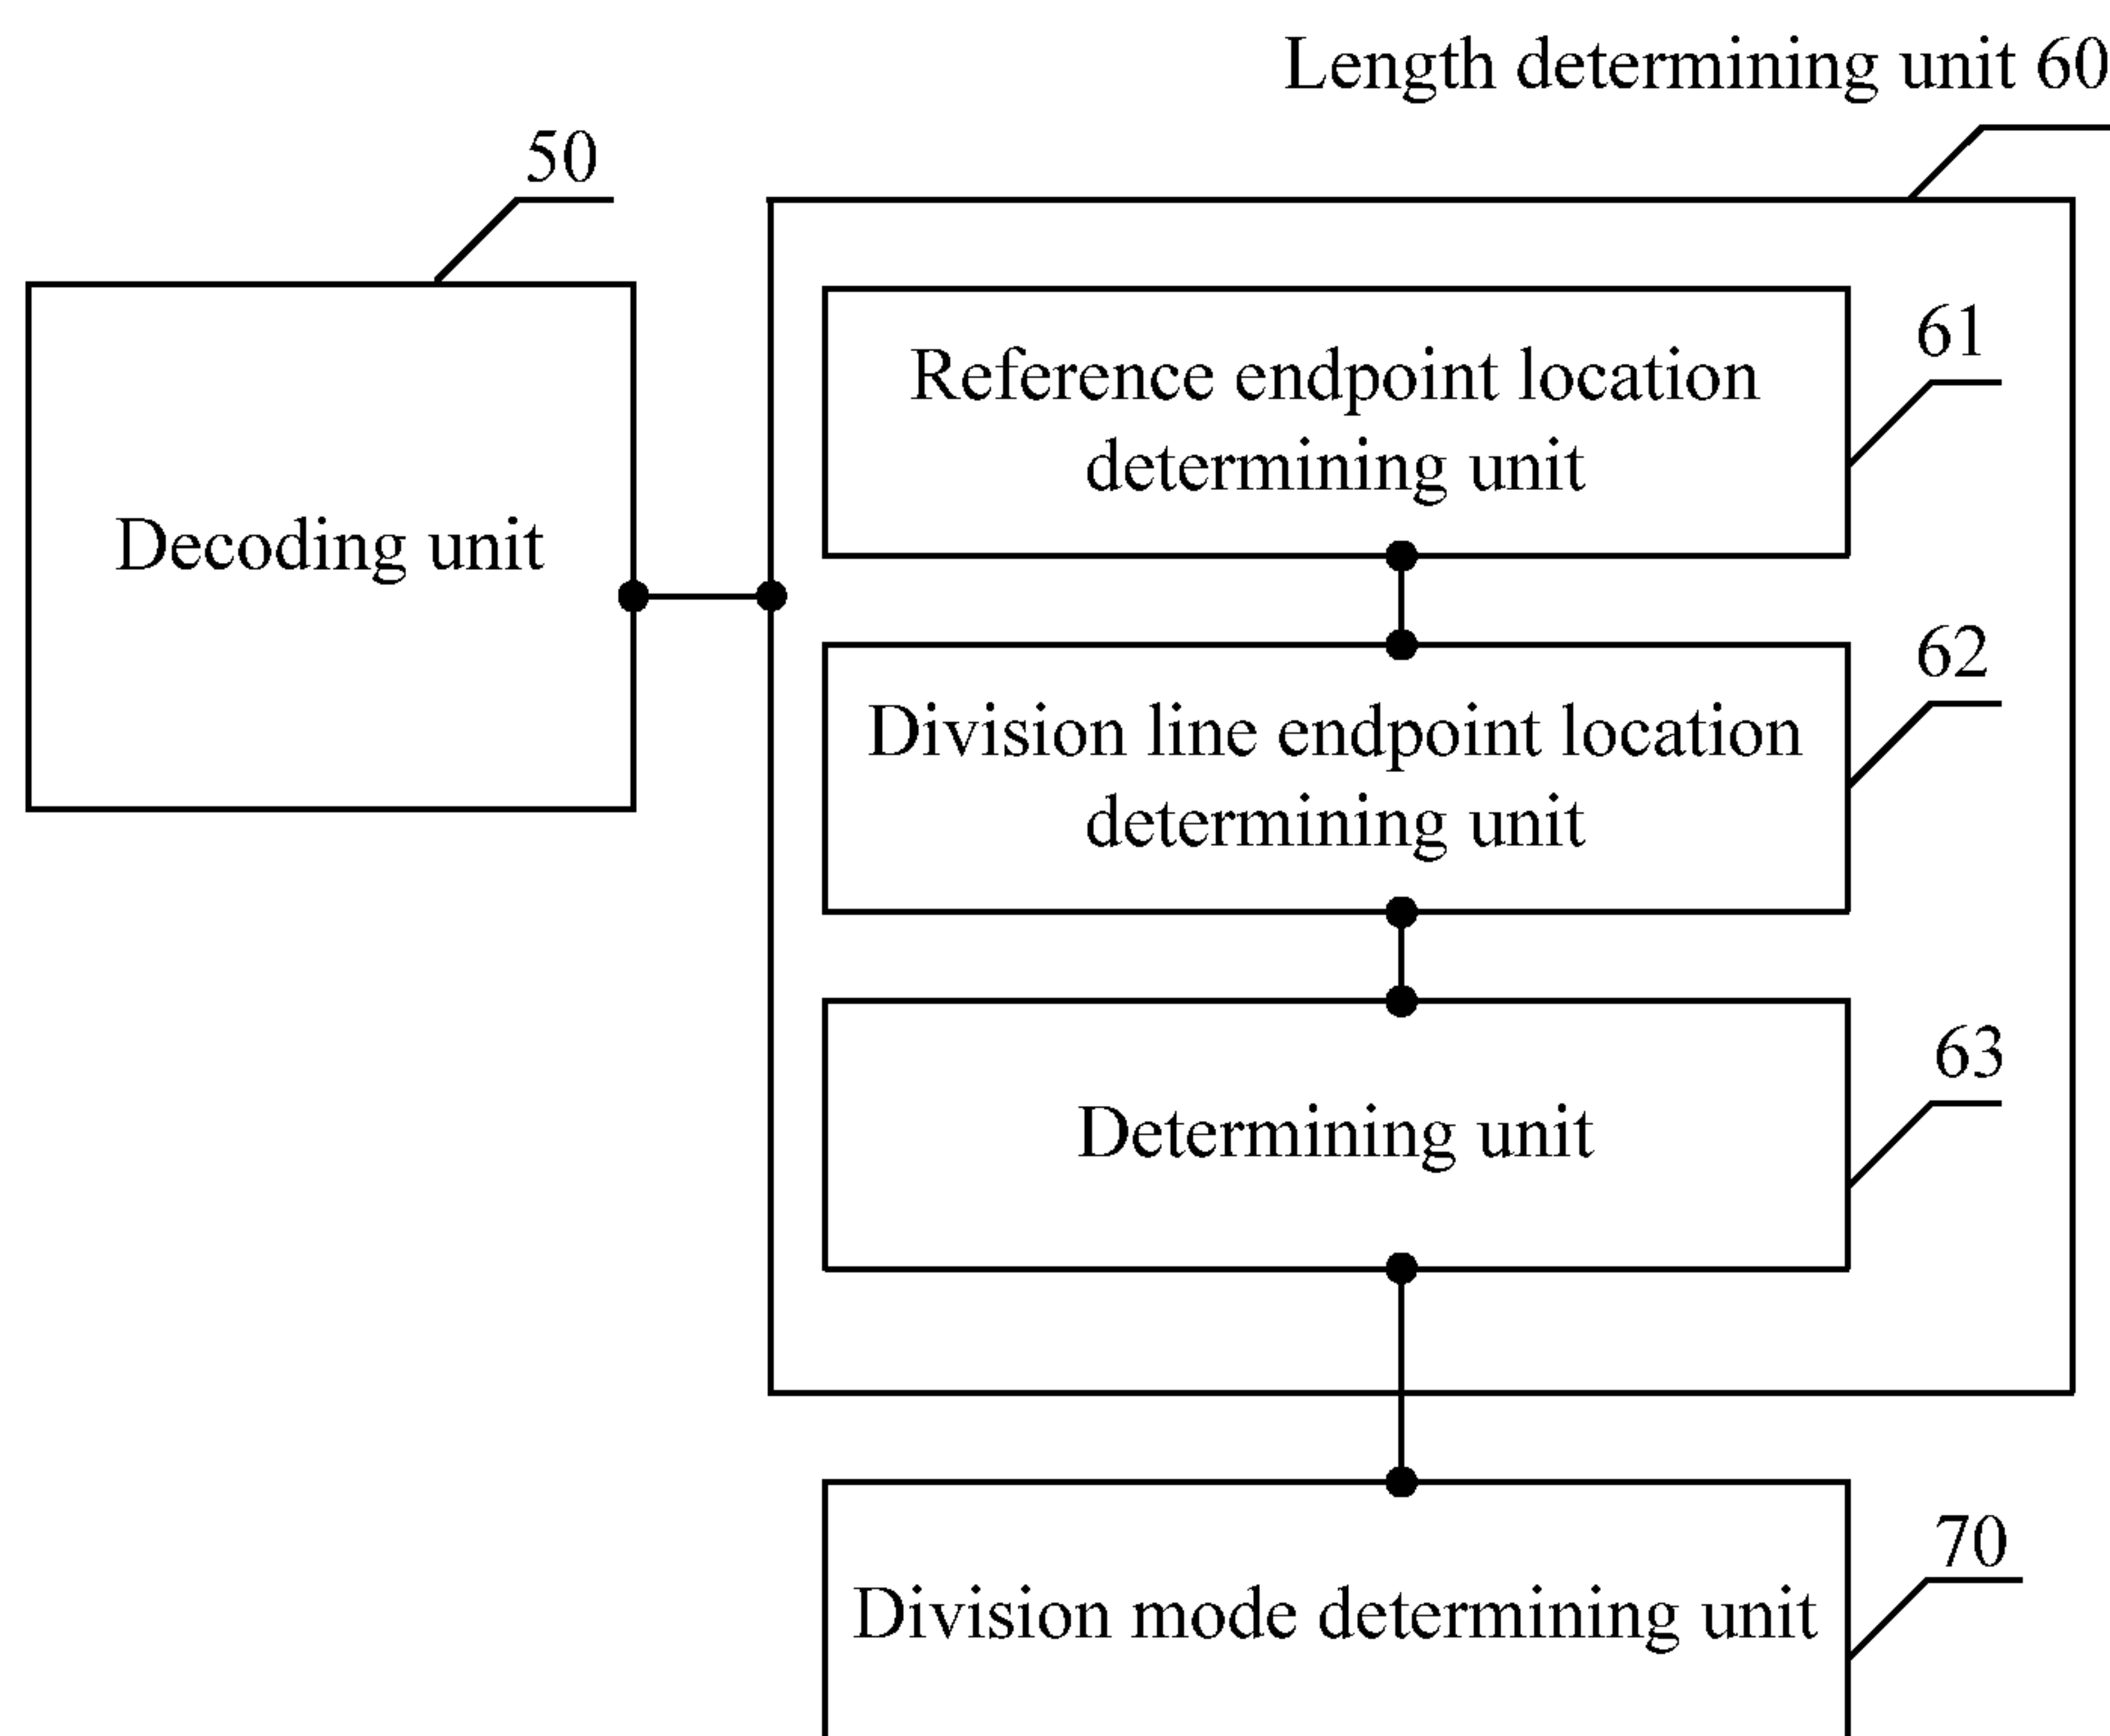 Length determining unit 60
50
Reference endpoint location
determining unit
61
Decoding unit
Division line endpoint location
determining unit
62
Determining unit
63
Division mode determining unit
70